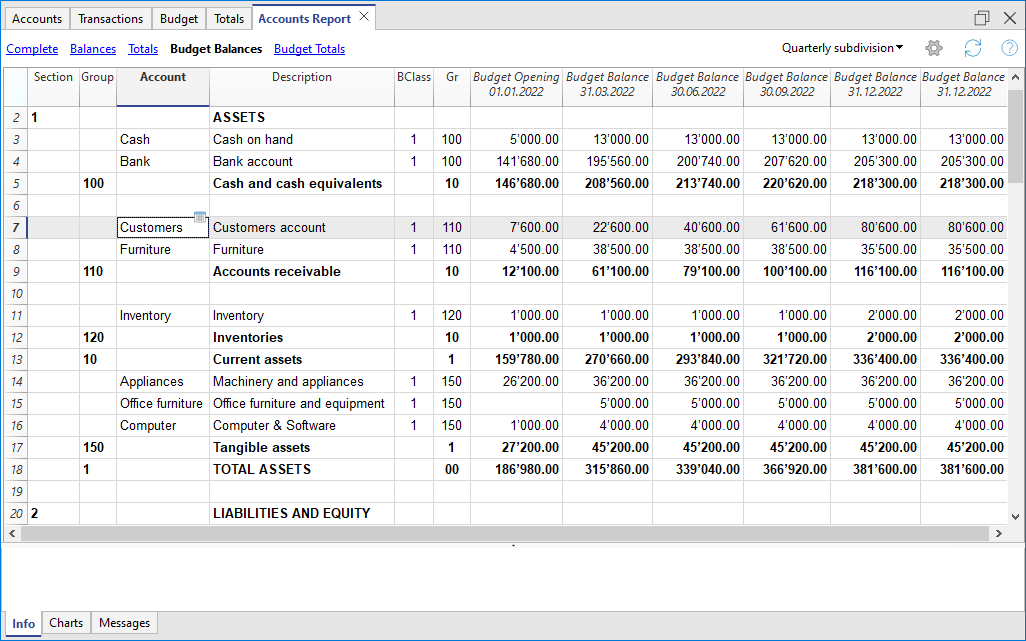 Accounts Transactions Budget Totals Accounts Report
Complete Balances Totals Budget Balances Budget Totals Quarterly subdivision
Section Group Account Description BClass Gr Budget Opening Budget Balance Budget Balance Budget Balance Budget Balance Budget Balance
01.01.2022 31.03.2022 30.06.2022 30.09.2022 31.12.2022 31.12.2022
2 1 ASSETS
3 Cash Cash on hand 1 100 5'000.00 13'000.00 13'000.00 13'000.00 13'000.00 13'000.00
4 Bank Bank account 1 100 141'680.00 195'560.00 200'740.00 207'620.00 205'300.00 205'300.00
5 100 Cash and cash equivalents 10 146'680.00 208'560.00 213'740.00 220'620.00 218'300.00 218'300.00
6
7 Customers Customers account 1 110 7'600.00 22'600.00 40'600.00 61'600.00 80'600.00 80'600.00
8 Furniture Furniture 1 110 4'500.00 38'500.00 38'500.00 38'500.00 35'500.00 35'500.00
9 110 Accounts receivable 10 12'100.00 61'100.00 79'100.00 100'100.00 116'100.00 116'100.00
10
11 Inventory Inventory 1 120 1'000.00 1'000.00 1'000.00 1'000.00 2'000.00 2'000.00
12 120 Inventories 10 1'000.00 1'000.00 1'000.00 1'000.00 2'000.00 2'000.00
13 10 Current assets 1 159'780.00 270'660.00 293'840.00 321'720.00 336'400.00 336'400.00
14 Appliances Machinery and appliances 1 150 26'200.00 36'200.00 36'200.00 36'200.00 36'200.00 36'200.00
15 Office furniture Office furniture and equipment 1 150 5'000.00 5'000.00 5'000.00 5'000.00 5'000.00
16 Computer Computer & Software 1 150 1'000.00 4'000.00 4'000.00 4'000.00 4'000.00 4'000.00
17 150 Tangible assets 1 27'200.00 45'200.00 45'200.00 45'200.00 45'200.00 45'200.00
18 1 TOTAL ASSETS 00 186'980.00 315'860.00 339'040.00 366'920.00 381'600.00 381'600.00
19
20 2 LIABILITIES AND EQUITY
Info Charts Messages